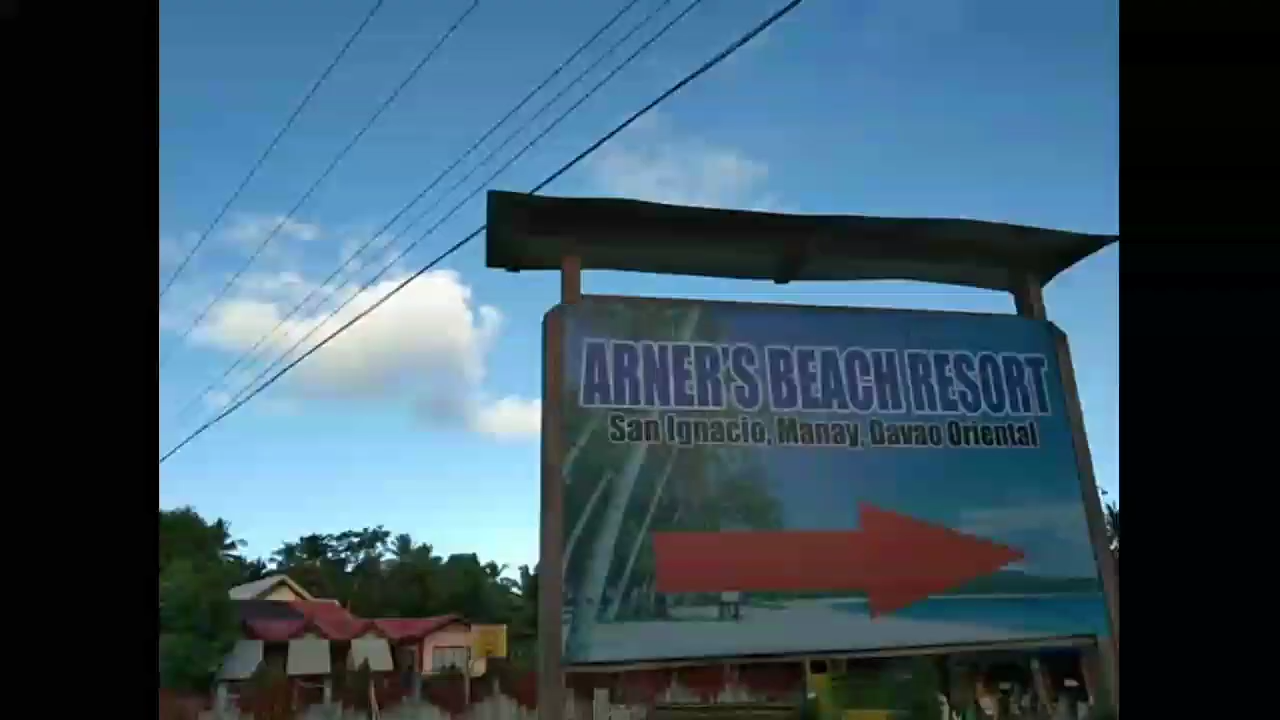 ARNER'S BEACH RESORT
San Ignacio, Manay, Davao Oriental